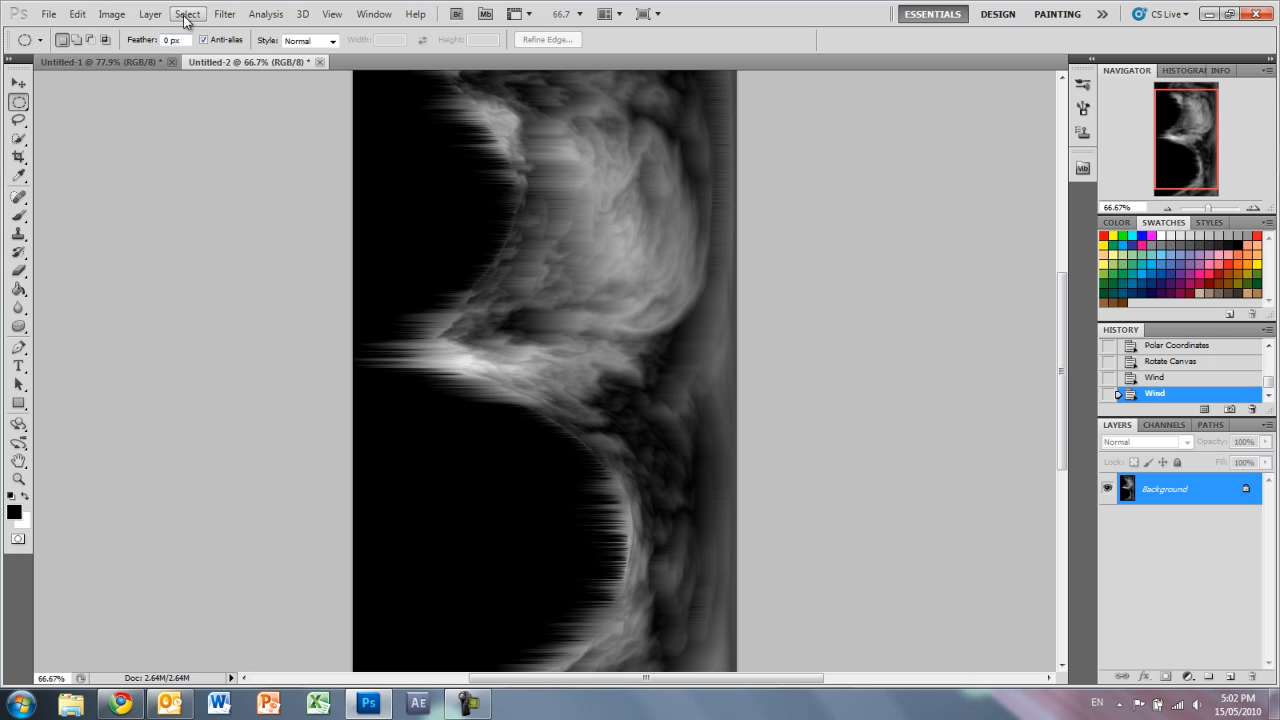 Ps File Edit Image Layer Select Filter Analysis 3D View Window Help Br Mb 66.7 ESSENTIALS DESIGN PAINTING CS Live
Feather: 0 px Anti-alias Style: Normal Width: Height: Refine Edge...
Untitled-1 @ 77.9% (RGB/8) * Untitled-2 @ 66.7% (RGB/8) *
NAVIGATOR HISTOGRAM INFO
66.67%
COLOR SWATCHES STYLES
HISTORY
Polar Coordinates
Rotate Canvas
Wind
Wind
LAYERS CHANNELS PATHS
Normal Opacity: 100%
Lock: Fill: 100%
Background
66.67% Doc: 2.64M/2.64M
EN 5:02 PM
15/05/2010